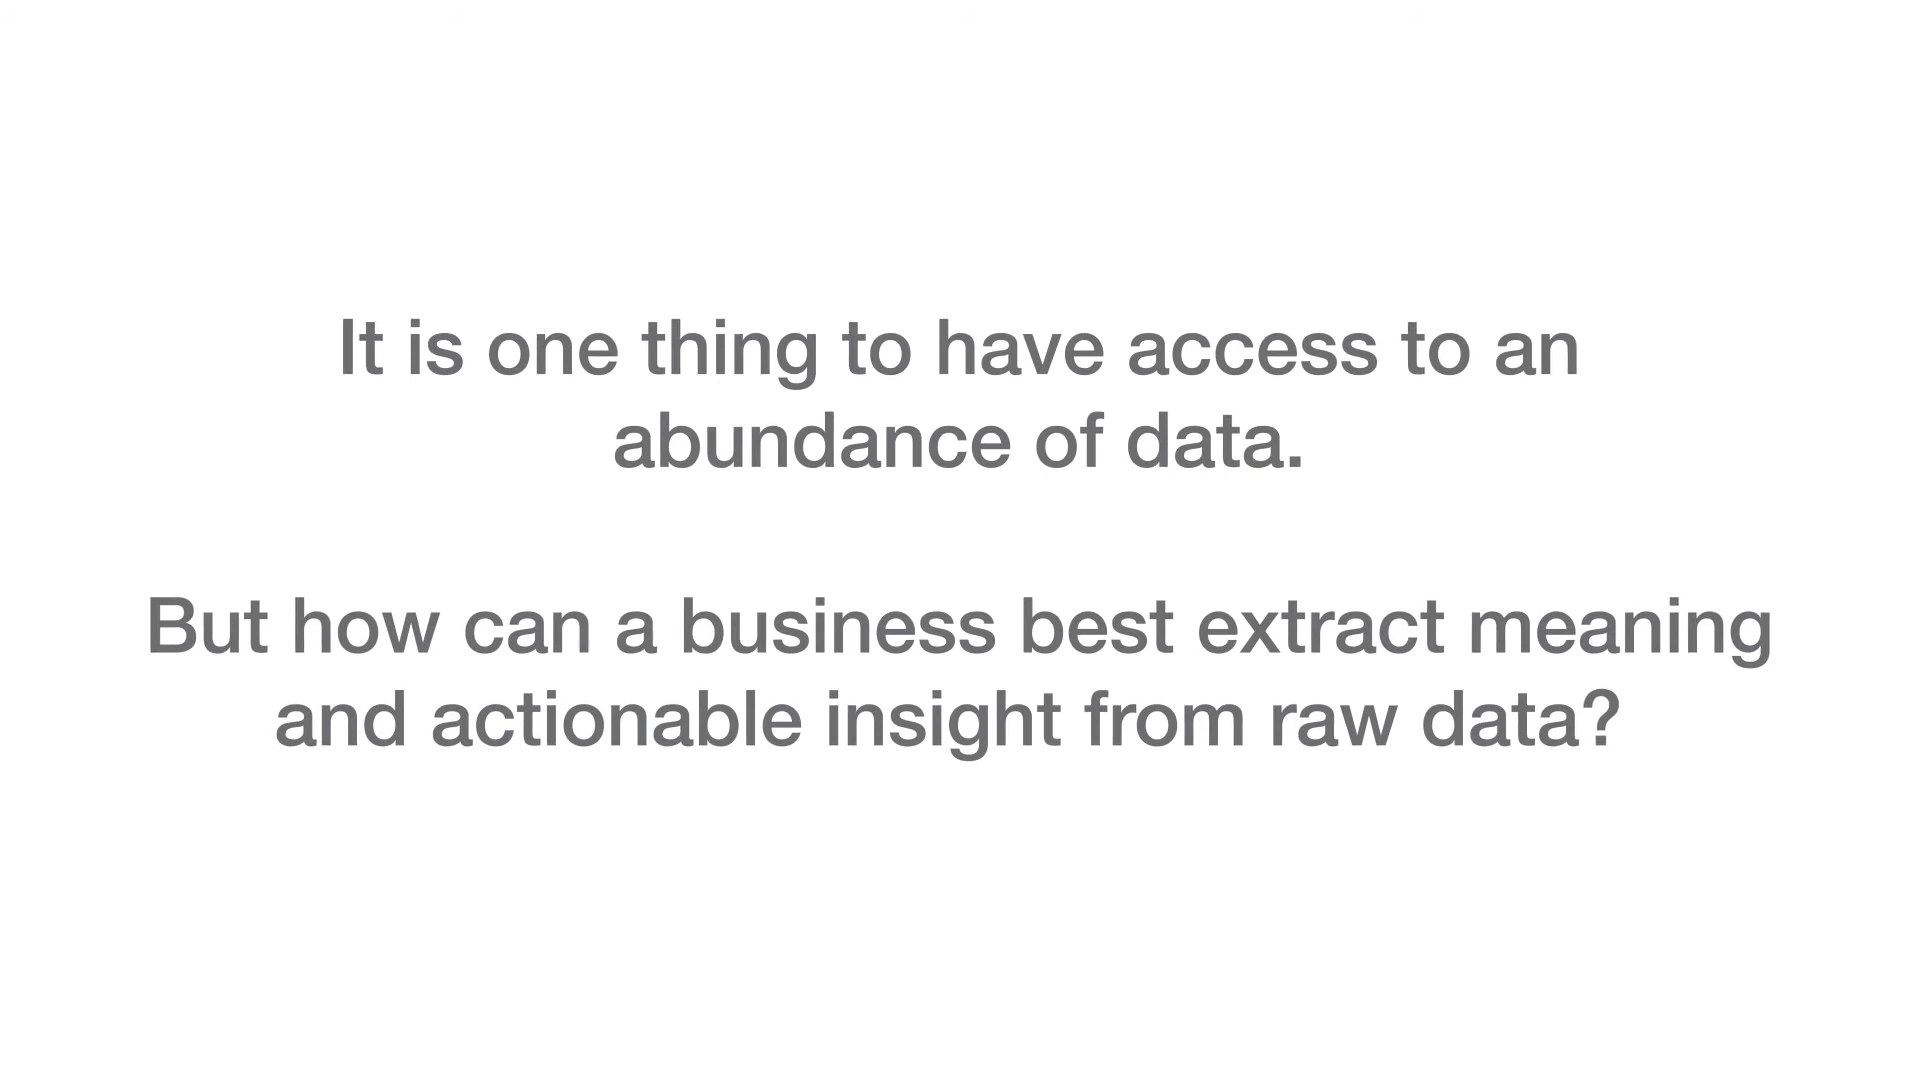 It is one thing to have access to an
abundance of data.
But how can a business best extract meaning
and actionable insight from raw data?